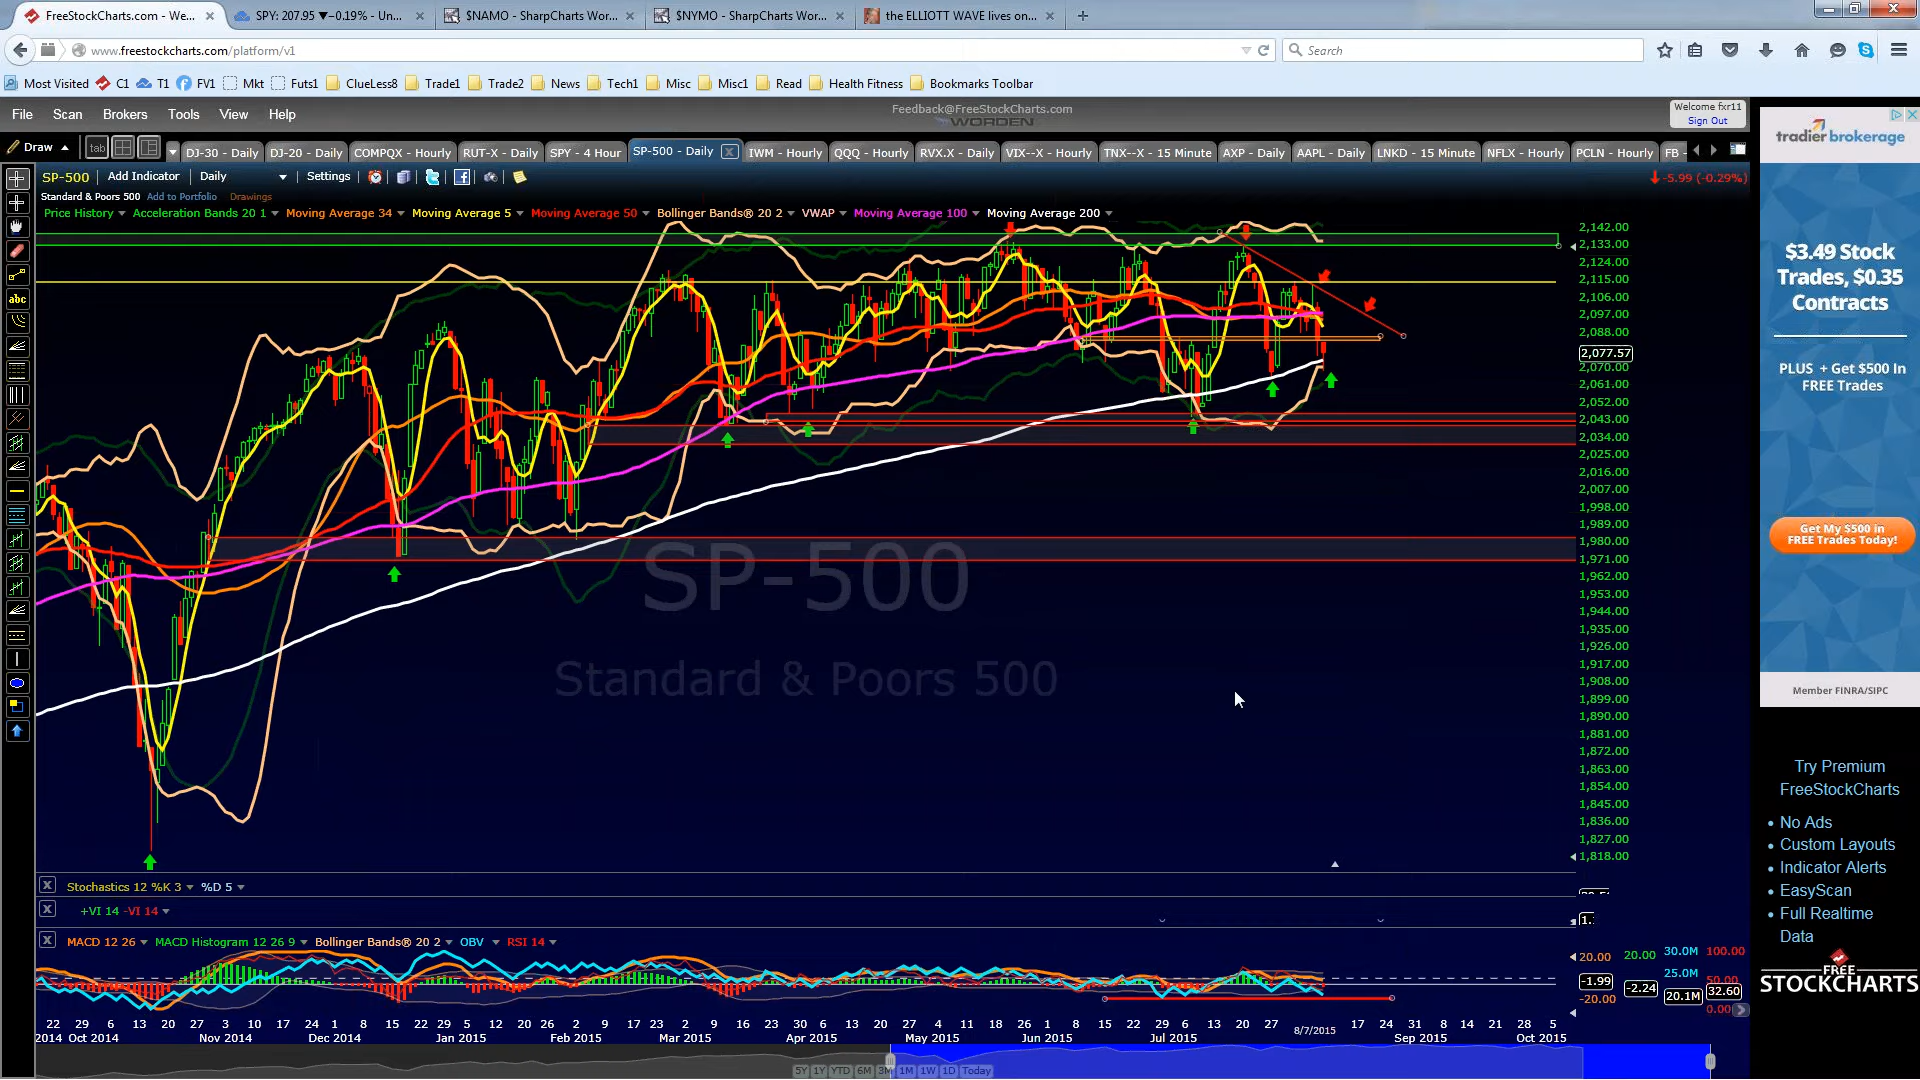 FreeStockCharts.com - We...
SPY: 207.95 ▼−0.19% - Un...
$NAMO - SharpCharts Wor...
$NYMO - SharpCharts Wor...
the ELLIOTT WAVE lives on...
www.freestockcharts.com/platform/v1
Search
Most Visited C1 T1 FV1 Mkt Futs1 ClueLess8 Trade1 Trade2 News Tech1 Misc Misc1 Read Health Fitness Bookmarks Toolbar
File Scan Brokers Tools View Help
Feedback@FreeStockCharts.com
WORDEN
Welcome fxr11
Sign Out
Draw tab DJ-30 - Daily DJ-20 - Daily COMPQX - Hourly RUT-X - Daily SPY - 4 Hour SP-500 - Daily X IWM - Hourly QQQ - Hourly RVX.X - Daily VIX--X - Hourly TNX--X - 15 Minute AXP - Daily AAPL - Daily LNKD - 15 Minute NFLX - Hourly PCLN - Hourly FB -
SP-500 Add Indicator Daily Settings
-5.99 (-0.29%)
Standard & Poors 500 Add to Portfolio Drawings
Price History Acceleration Bands 20 1 Moving Average 34 Moving Average 5 Moving Average 50 Bollinger Bands® 20 2 VWAP Moving Average 100 Moving Average 200
abc
2,142.00
2,133.00
2,124.00
2,115.00
2,106.00
2,097.00
2,088.00
2,077.57
2,070.00
2,061.00
2,052.00
2,043.00
2,034.00
2,025.00
2,016.00
2,007.00
1,998.00
1,989.00
1,980.00
1,971.00
1,962.00
1,953.00
1,944.00
1,935.00
1,926.00
1,917.00
1,908.00
1,899.00
1,890.00
1,881.00
1,872.00
1,863.00
1,854.00
1,845.00
1,836.00
1,827.00
1,818.00
SP-500
Standard & Poors 500
Stochastics 12 %K 3 %D 5
+VI 14 -VI 14
MACD 12 26 MACD Histogram 12 26 9 Bollinger Bands® 20 2 OBV RSI 14
20.00 20.00 30.0M 100.00
-1.99 -2.24 25.0M 50.00
-20.00 20.1M 32.60
0.00
22 29 6 13 20 27 3 10 17 24 1 8 15 22 29 5 12 20 26 2 9 17 23 2 9 16 23 30 6 13 20 27 4 11 18 26 1 8 15 22 29 6 13 20 27 8/7/2015 17 24 31 8 14 21 28 5
2014 Oct 2014 Nov 2014 Dec 2014 Jan 2015 Feb 2015 Mar 2015 Apr 2015 May 2015 Jun 2015 Jul 2015 Sep 2015 Oct 2015
5Y 1Y YTD 6M 3M 1M 1W 1D Today
tradier brokerage
$3.49 Stock
Trades, $0.35
Contracts
PLUS + Get $500 In
FREE Trades
Get My $500 In
FREE Trades Today!
Member FINRA/SIPC
Try Premium
FreeStockCharts
No Ads
Custom Layouts
Indicator Alerts
EasyScan
Full Realtime
Data
FREE
STOCKCHARTS